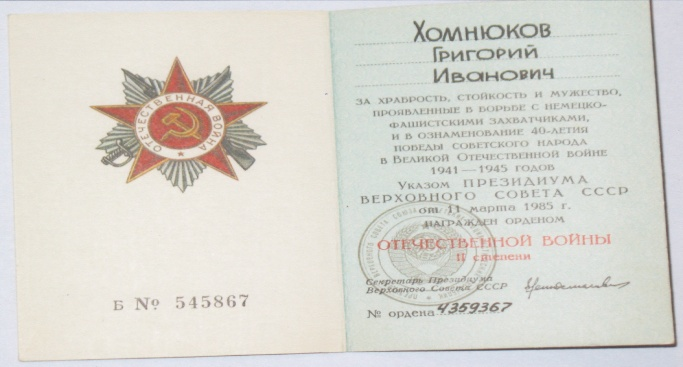 ОТЕЧЕСТВЕННАЯ ВОЙНА
Б № 545867
ХОМНЮКОВ
ГРИГОРИЙ
ИВАНОВИЧ
ЗА ХРАБРОСТЬ, СТОЙКОСТЬ И МУЖЕСТВО,
ПРОЯВЛЕННЫЕ В БОРЬБЕ С НЕМЕЦКО-
ФАШИСТСКИМИ ЗАХВАТЧИКАМИ,
И В ОЗНАМЕНОВАНИЕ 40-ЛЕТИЯ
ПОБЕДЫ СОВЕТСКОГО НАРОДА
В ВЕЛИКОЙ ОТЕЧЕСТВЕННОЙ ВОЙНЕ
1941—1945 ГОДОВ
УКАЗОМ ПРЕЗИДИУМА
ВЕРХОВНОГО СОВЕТА СССР
от 11 марта 1985 г.
НАГРАЖДЕН ОРДЕНОМ
ОТЕЧЕСТВЕННОЙ ВОЙНЫ
II степени
Секретарь Президиума
Верховного Совета СССР
№ ордена 4359367